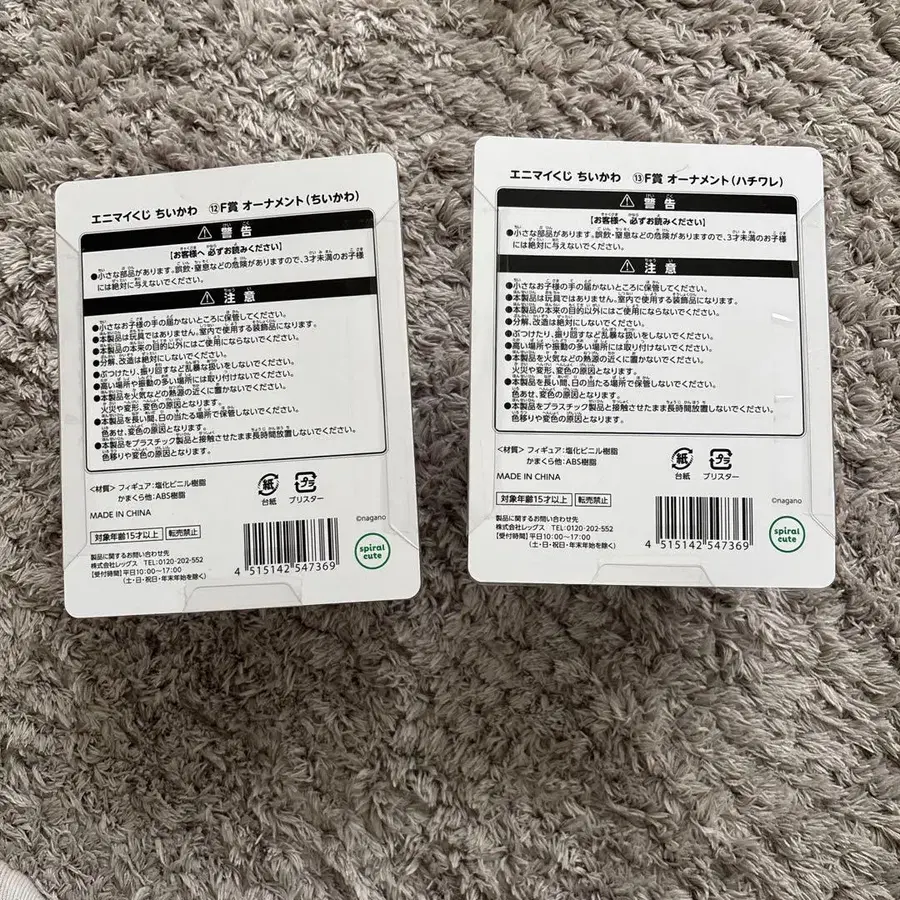 エニマイくじ ちいかわ ⑫F賞 オーナメント(ちいかわ)
⚠ 警告
【お客様へ 必ずお読みください】
●小さな部品があります。誤飲・窒息などの危険がありますので、3才未満のお子様
には絶対に与えないでください。
⚠ 注意
●小さなお子様の手の届かないところに保管してください。
●本製品は玩具ではありません。室内で使用する装飾品になります。
●本製品の本来の目的以外にはご使用にならないでください。
●分解、改造は絶対にしないでください。
●ぶつけたり、振り回すなど乱暴な扱いをしないでください。
●高い場所や振動の多い場所には取り付けないでください。
●本製品を火気などの熱源の近くに置かないでください。
火災や変形、変色の原因となります。
●本製品を長い間、日の当たる場所で保管しないでください。
色あせ、変色の原因となります。
●本製品をプラスチック製品と接触させたまま長時間放置しないでください。
色移りや変色の原因となります。
〈材質〉フィギュア:塩化ビニル樹脂
かまくら他:ABS樹脂
紙
台紙
プラ
ブリスター
MADE IN CHINA
©nagano
対象年齢15才以上
転売禁止
製品に関するお問い合わせ先
株式会社レッグス TEL:0120-202-552
【受付時間】平日10:00〜17:00
(土・日・祝日・年末年始を除く)
4 515142 547369
spiral
cute
エニマイくじ ちいかわ ⑬F賞 オーナメント(ハチワレ)
⚠ 警告
【お客様へ 必ずお読みください】
●小さな部品があります。誤飲・窒息などの危険がありますので、3才未満のお子様
には絶対に与えないでください。
⚠ 注意
●小さなお子様の手の届かないところに保管してください。
●本製品は玩具ではありません。室内で使用する装飾品になります。
●本製品の本来の目的以外にはご使用にならないでください。
●分解、改造は絶対にしないでください。
●ぶつけたり、振り回すなど乱暴な扱いをしないでください。
●高い場所や振動の多い場所には取り付けないでください。
●本製品を火気などの熱源の近くに置かないでください。
火災や変形、変色の原因となります。
●本製品を長い間、日の当たる場所で保管しないでください。
色あせ、変色の原因となります。
●本製品をプラスチック製品と接触させたまま長時間放置しないでください。
色移りや変色の原因となります。
〈材質〉フィギュア:塩化ビニル樹脂
かまくら他:ABS樹脂
紙
台紙
プラ
ブリスター
MADE IN CHINA
©nagano
対象年齢15才以上
転売禁止
製品に関するお問い合わせ先
株式会社レッグス TEL:0120-202-552
【受付時間】平日10:00〜17:00
(土・日・祝日・年末年始を除く)
4 515142 547369
spiral
cute